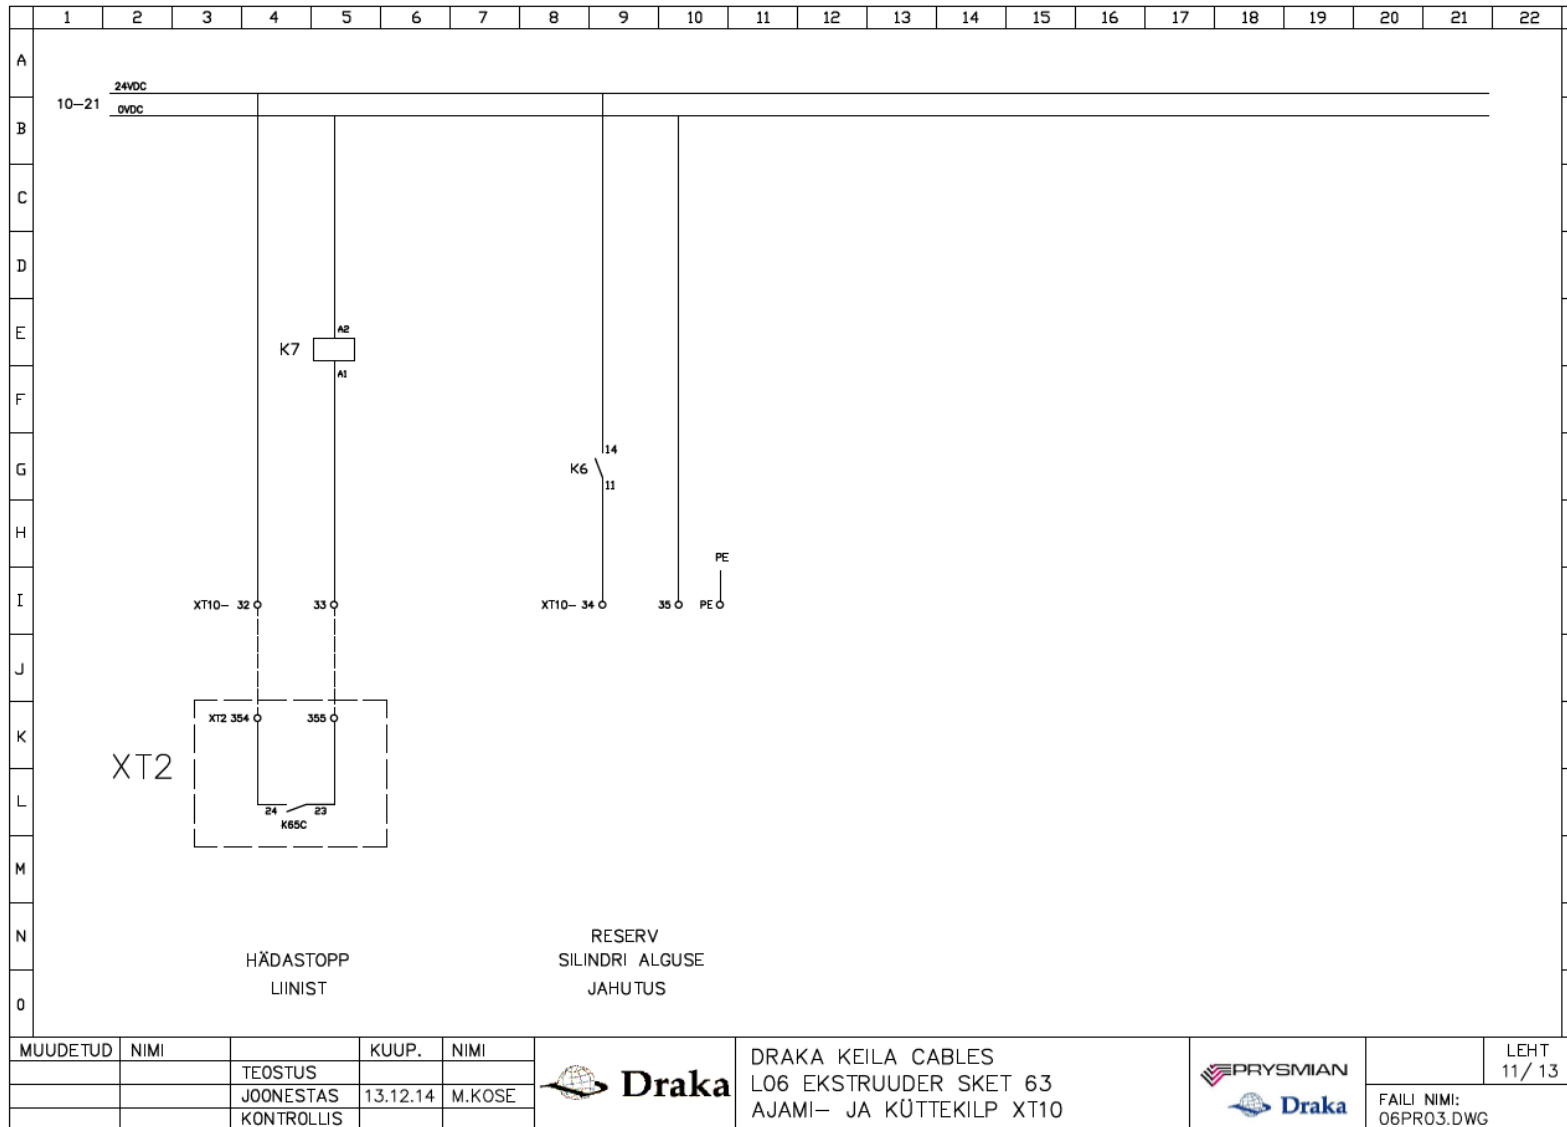 1 2 3 4 5 6 7 8 9 10 11 12 13 14 15 16 17 18 19 20 21 22
A
24VDC
10-21 0VDC
B
C
D
E
A2
K7
A1
F
14
G
K6
11
H
PE
I
XT10- 32 33 XT10- 34 35 PE
J
XT2 354 355
K
XT2
L
24 23
K65C
M
N
RESERV
HÄDASTOPP SILINDRI ALGUSE
LIINIST JAHUTUS
O
MUUDETUD NIMI KUUP. NIMI
TEOSTUS
JOONESTAS 13.12.14 M.KOSE
KONTROLLIS
Draka
DRAKA KEILA CABLES
L06 EKSTRUUDER SKET 63
AJAMI- JA KÜTTEKILP XT10
PRYSMIAN
Draka
LEHT
11/ 13
FAILI NIMI:
06PR03.DWG